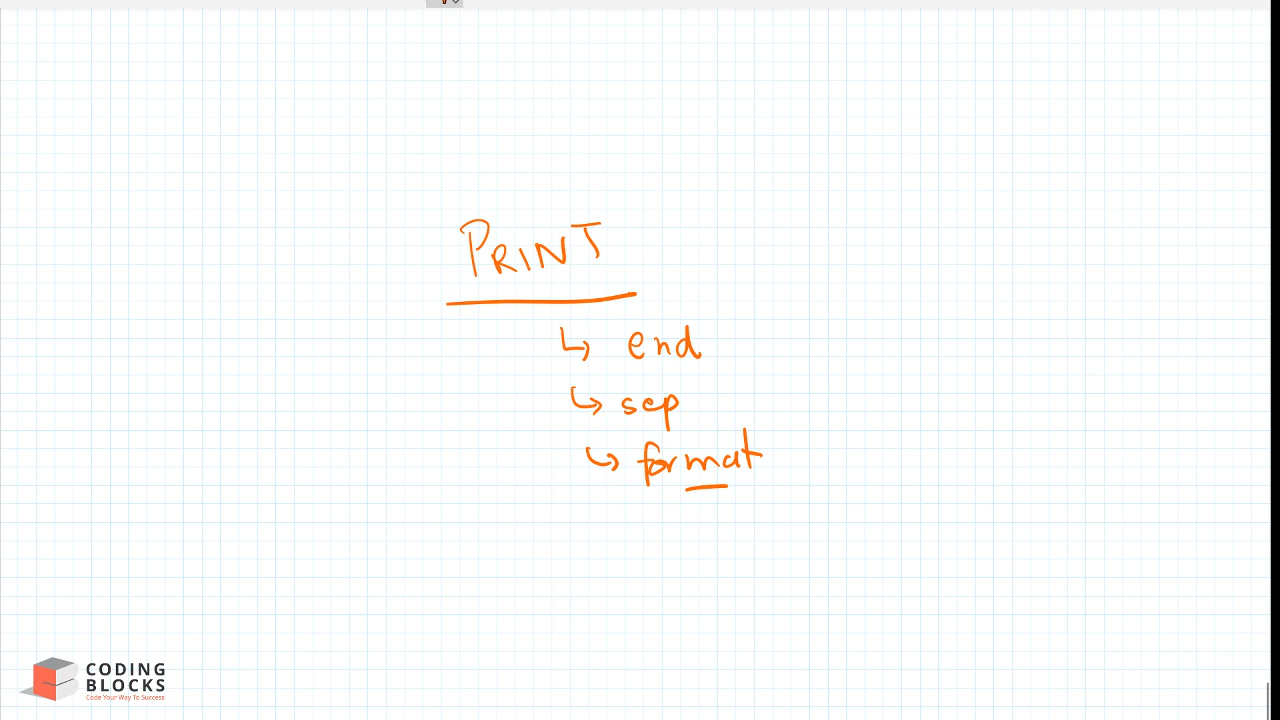 PRINT
↳ end
↳ sep
↳ format
CODING
BLOCKS
Code Your Way To Success